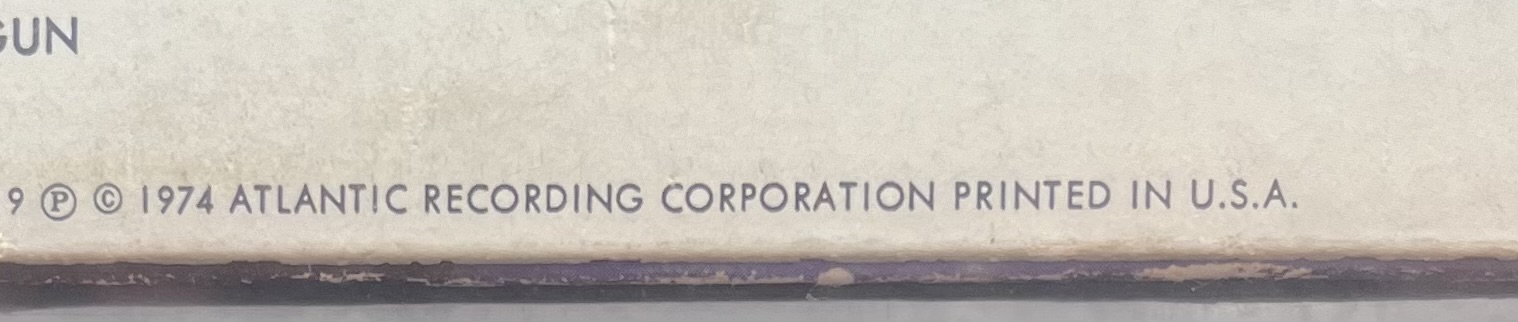 GUN
9 ℗ © 1974 ATLANTIC RECORDING CORPORATION PRINTED IN U.S.A.